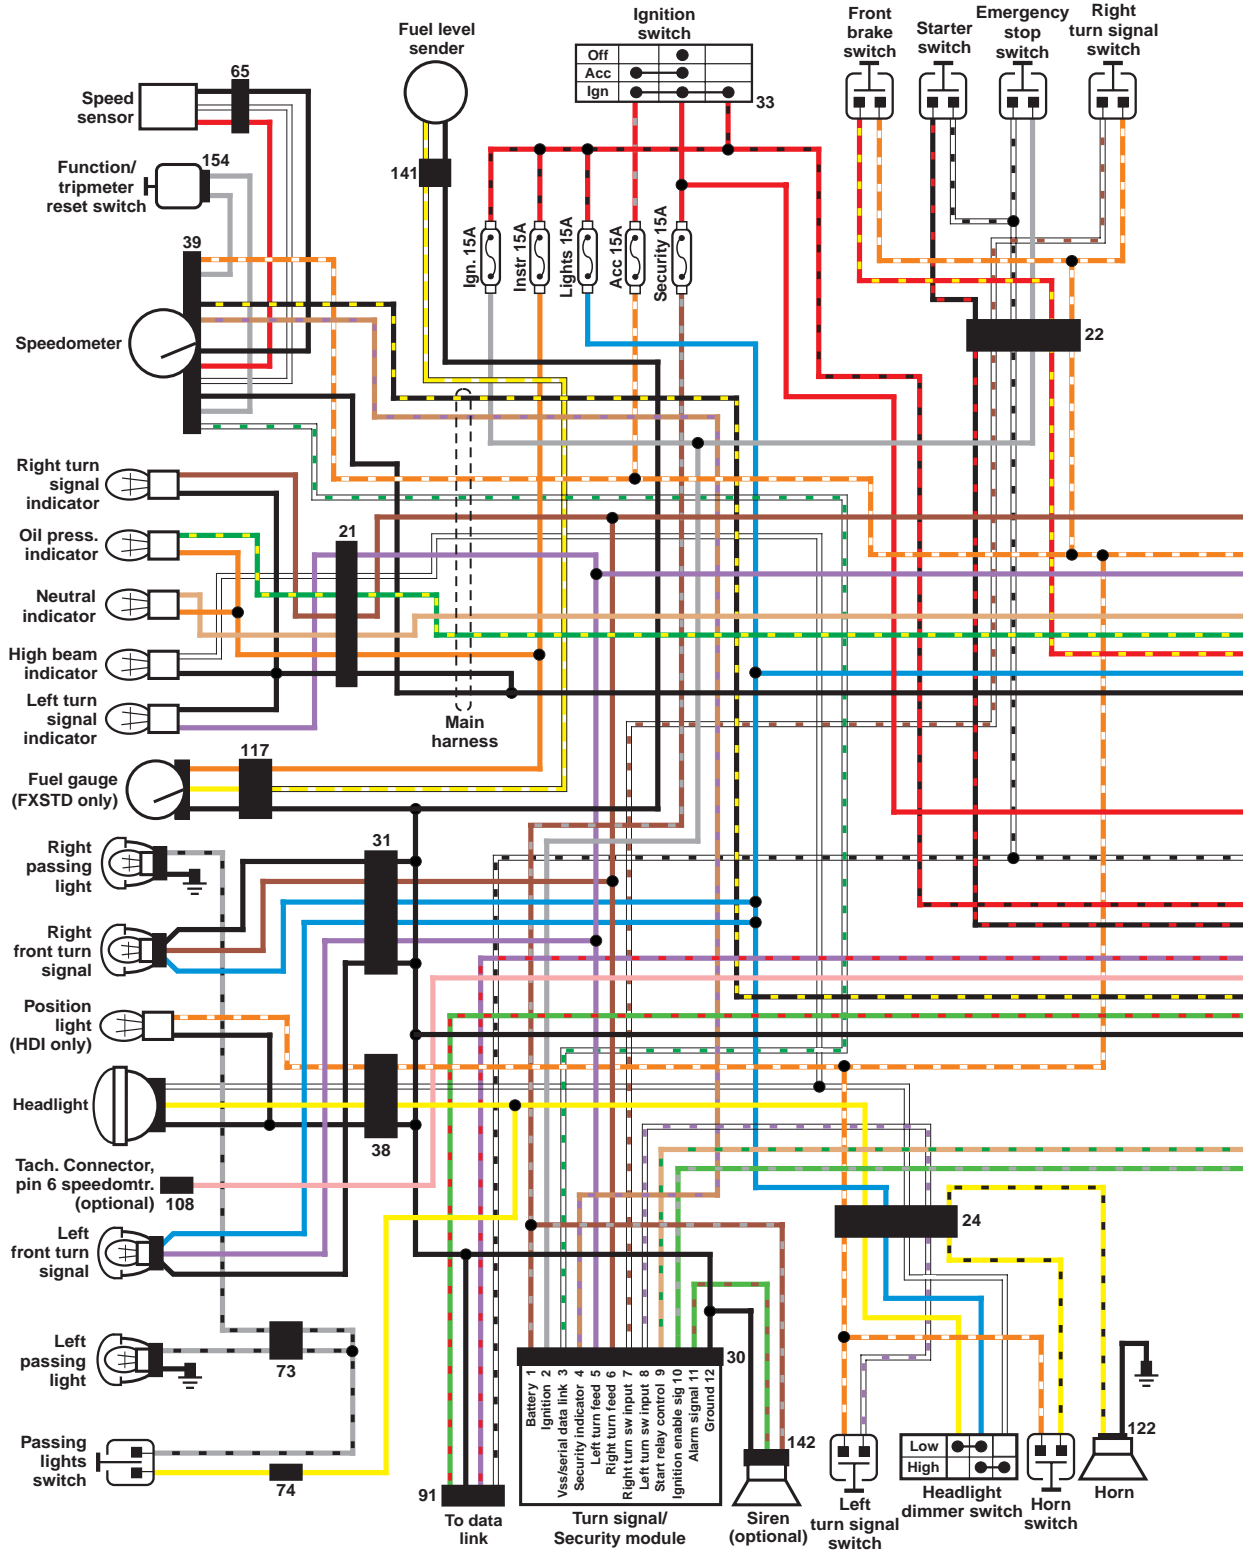 Fuel level
sender
Ignition
switch
Off
Acc
Ign
33
Front
brake
switch
Starter
switch
Emergency
stop
switch
Right
turn signal
switch
65
Speed
sensor
154
Function/
tripmeter
reset switch
141
39
Ign. 15A
Instr 15A
Lights 15A
Acc 15A
Security 15A
22
Speedometer
Right turn
signal
indicator
21
Oil press.
indicator
Neutral
indicator
High beam
indicator
Left turn
signal
indicator
Main
harness
117
Fuel gauge
(FXSTD only)
31
Right
passing
light
Right
front turn
signal
Position
light
(HDI only)
Headlight
38
Tach. Connector,
pin 6 speedomtr.
(optional)
108
24
Left
front turn
signal
Left
passing
light
73
30
Battery 1
Ignition 2
Vss/serial data link 3
Security indicator 4
Left turn feed 5
Right turn feed 6
Right turn sw input 7
Left turn sw input 8
Start relay control 9
Ignition enable sig 10
Alarm signal 11
Ground 12
122
Passing
lights
switch
74
91
To data
link
Turn signal/
Security module
142
Siren
(optional)
Left
turn signal
switch
Low
High
Headlight
dimmer switch
Horn
switch
Horn